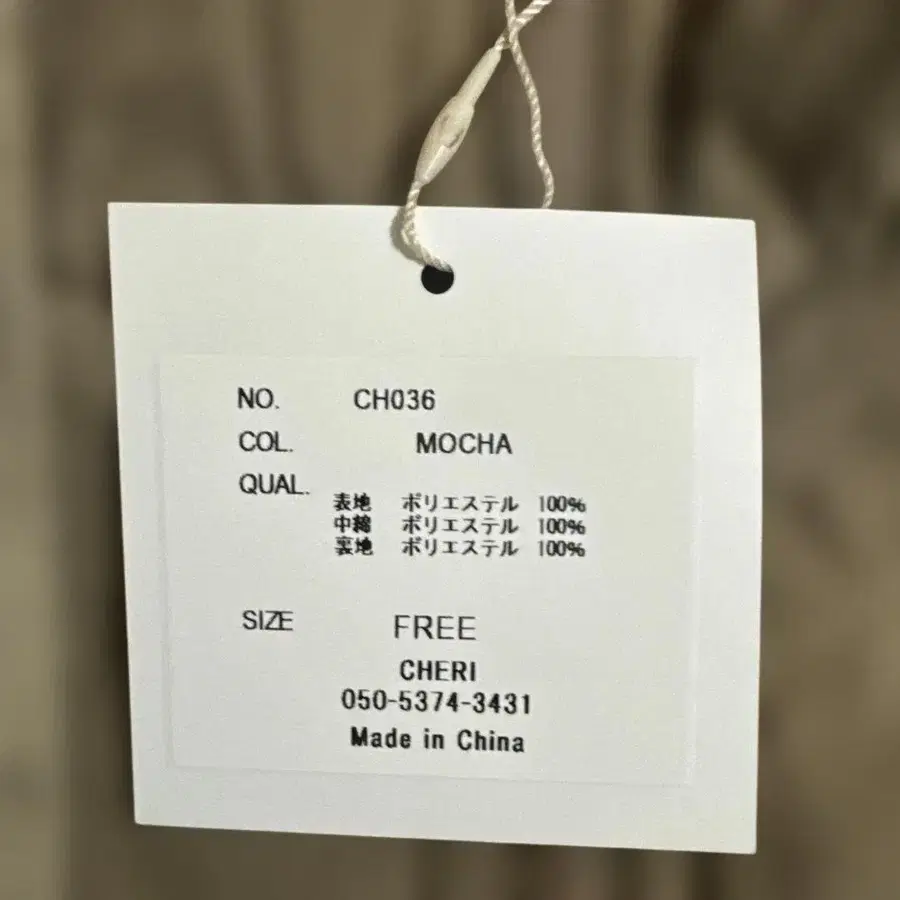 NO. CH036
COL. MOCHA
QUAL.
表地 ポリエステル 100%
中綿 ポリエステル 100%
裏地 ポリエステル 100%
SIZE FREE
CHERI
050-5374-3431
Made in China